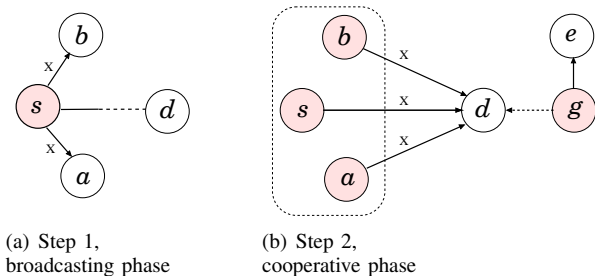 b
x
s
d
x
a
b
x
s
x
d
x
a
e
g
(a) Step 1,
broadcasting phase
(b) Step 2,
cooperative phase